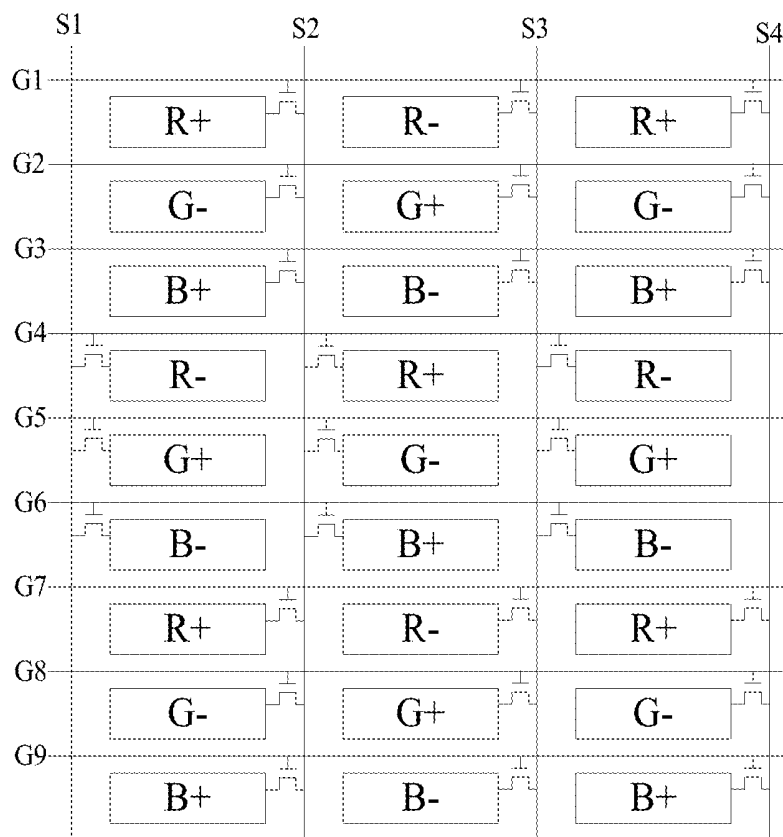 S1 S2 S3 S4
G1
R+ R- R+
G2
G- G+ G-
G3
B+ B- B+
G4
R- R+ R-
G5
G+ G- G+
G6
B- B+ B-
G7
R+ R- R+
G8
G- G+ G-
G9
B+ B- B+